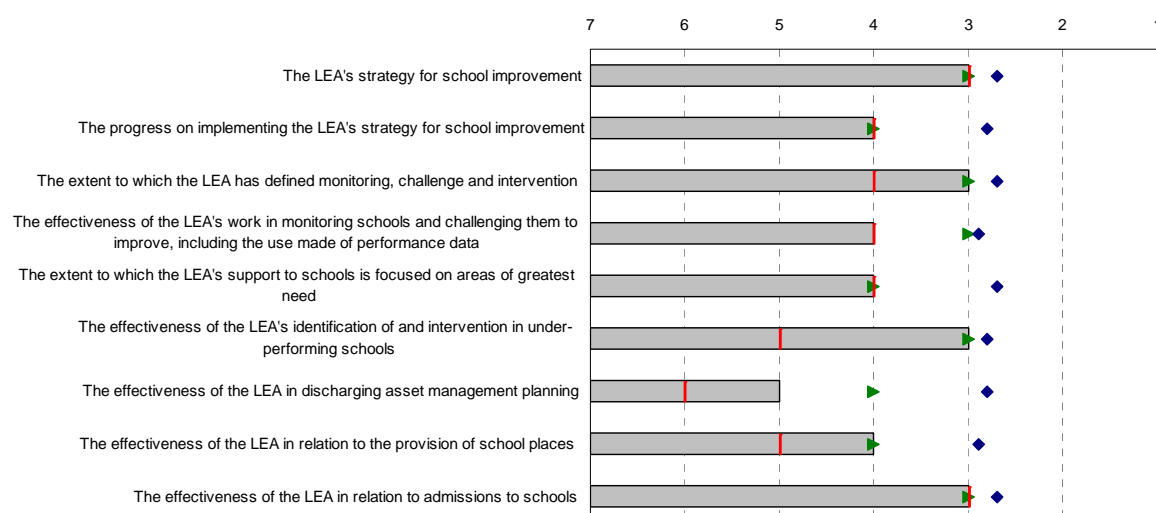 7 6 5 4 3 2 1
The LEA's strategy for school improvement
The progress on implementing the LEA's strategy for school improvement
The extent to which the LEA has defined monitoring, challenge and intervention
The effectiveness of the LEA's work in monitoring schools and challenging them to
improve, including the use made of performance data
The extent to which the LEA's support to schools is focused on areas of greatest
need
The effectiveness of the LEA's identification of and intervention in under-
performing schools
The effectiveness of the LEA in discharging asset management planning
The effectiveness of the LEA in relation to the provision of school places
The effectiveness of the LEA in relation to admissions to schools